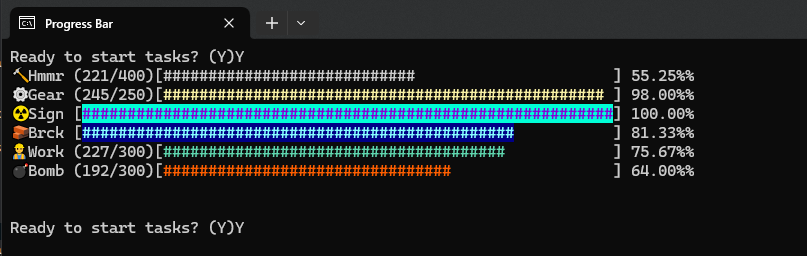 Progress Bar
Ready to start tasks? (Y)Y
🔨Hmmr (221/400)[############################                      ] 55.25%%
⚙️Gear (245/250)[################################################# ] 98.00%%
☢️Sign [###########################################################] 100.00%
🧱Brck [################################################           ] 81.33%%
👷Work (227/300)[######################################            ] 75.67%%
💣Bomb (192/300)[################################                  ] 64.00%%
Ready to start tasks? (Y)Y